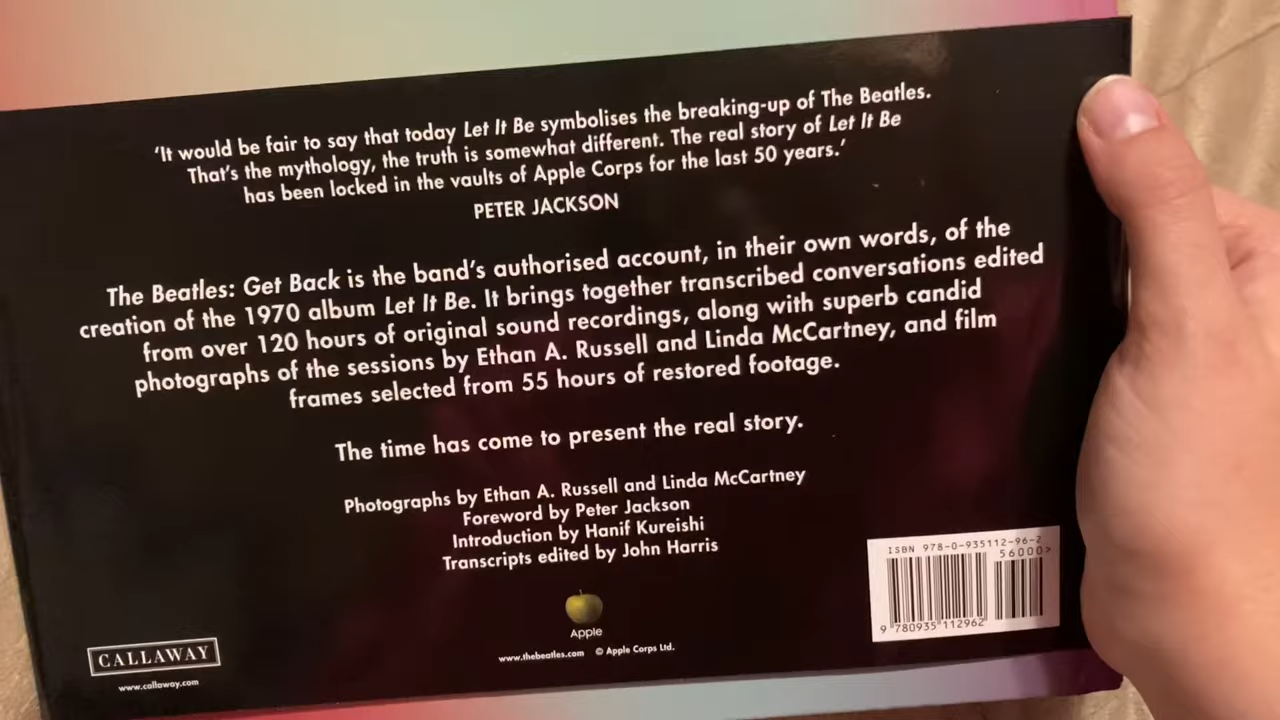 ‘It would be fair to say that today Let It Be symbolises the breaking-up of The Beatles.
That’s the mythology, the truth is somewhat different. The real story of Let It Be
has been locked in the vaults of Apple Corps for the last 50 years.’
PETER JACKSON
The Beatles: Get Back is the band’s authorised account, in their own words, of the
creation of the 1970 album Let It Be. It brings together transcribed conversations edited
from over 120 hours of original sound recordings, along with superb candid
photographs of the sessions by Ethan A. Russell and Linda McCartney, and film
frames selected from 55 hours of restored footage.
The time has come to present the real story.
Photographs by Ethan A. Russell and Linda McCartney
Foreword by Peter Jackson
Introduction by Hanif Kureishi
Transcripts edited by John Harris
ISBN 978-0-935112-96-2
56000>
9 780935 112962
Apple
www.thebeatles.com © Apple Corps Ltd.
CALLAWAY
www.callaway.com